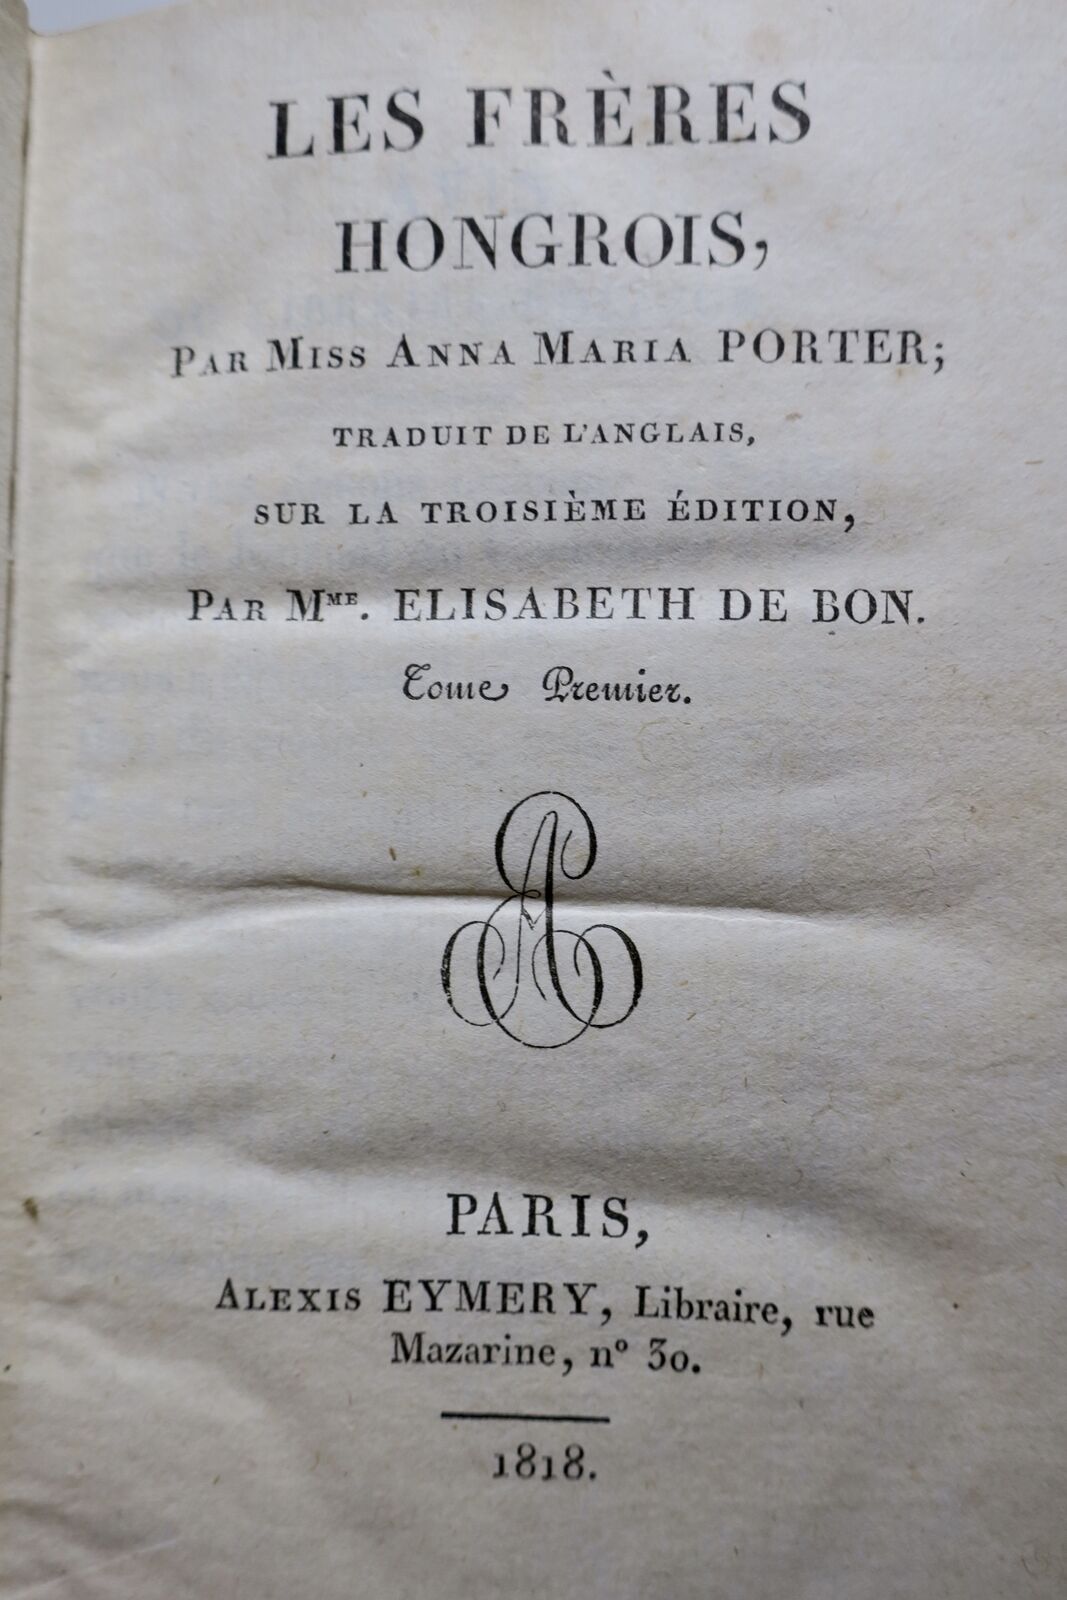 LES FRÈRES
HONGROIS,
PAR MISS ANNA MARIA PORTER;
TRADUIT DE L'ANGLAIS,
SUR LA TROISIÈME ÉDITION,
PAR MME. ELISABETH DE BON.
Tome Premier.
PARIS,
ALEXIS EYMERY, Libraire, rue
Mazarine, n° 30.
1818.